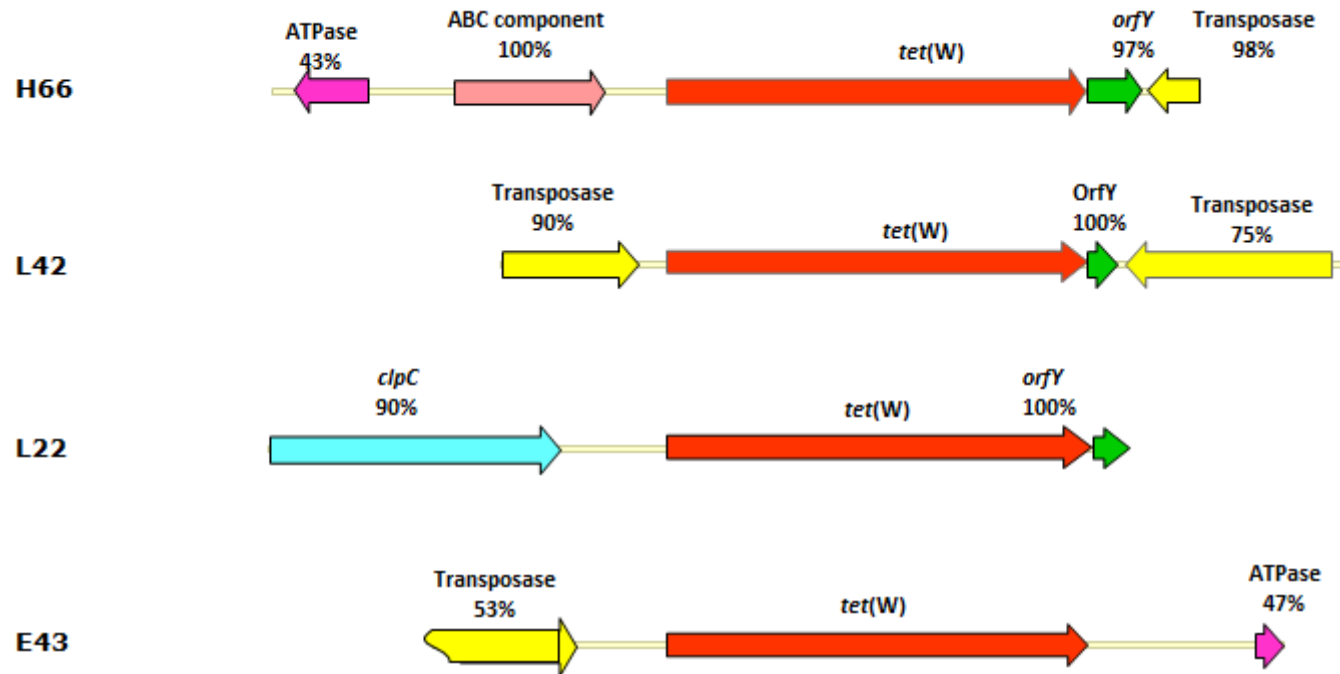 ATPase
43%
ABC component
100%
tet(W)
orfY
97%
Transposase
98%
H66
Transposase
90%
tet(W)
OrfY
100%
Transposase
75%
L42
clpC
90%
tet(W)
orfY
100%
L22
Transposase
53%
tet(W)
ATPase
47%
E43